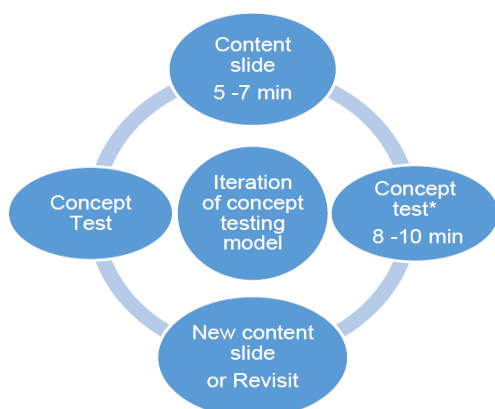 Content
slide
5 -7 min
Iteration
of concept
testing
model
Concept
test*
8 -10 min
New content
slide
or Revisit
Concept
Test